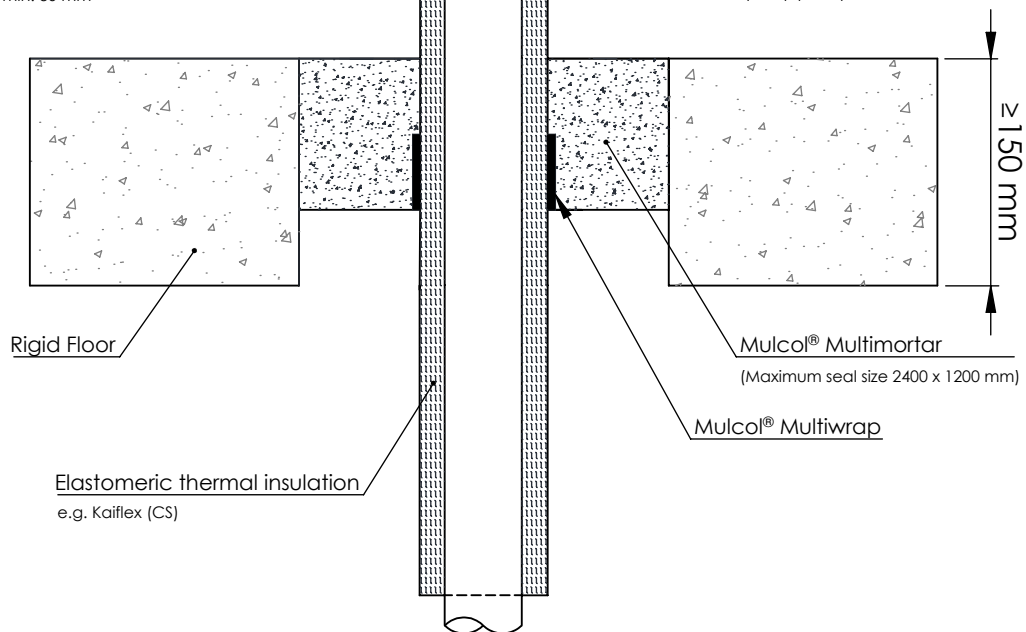 ≥150 mm
Rigid Floor
Mulcol® Multimortar
(Maximum seal size 2400 x 1200 mm)
Mulcol® Multiwrap
Elastomeric thermal insulation
e.g. Kaiflex (CS)